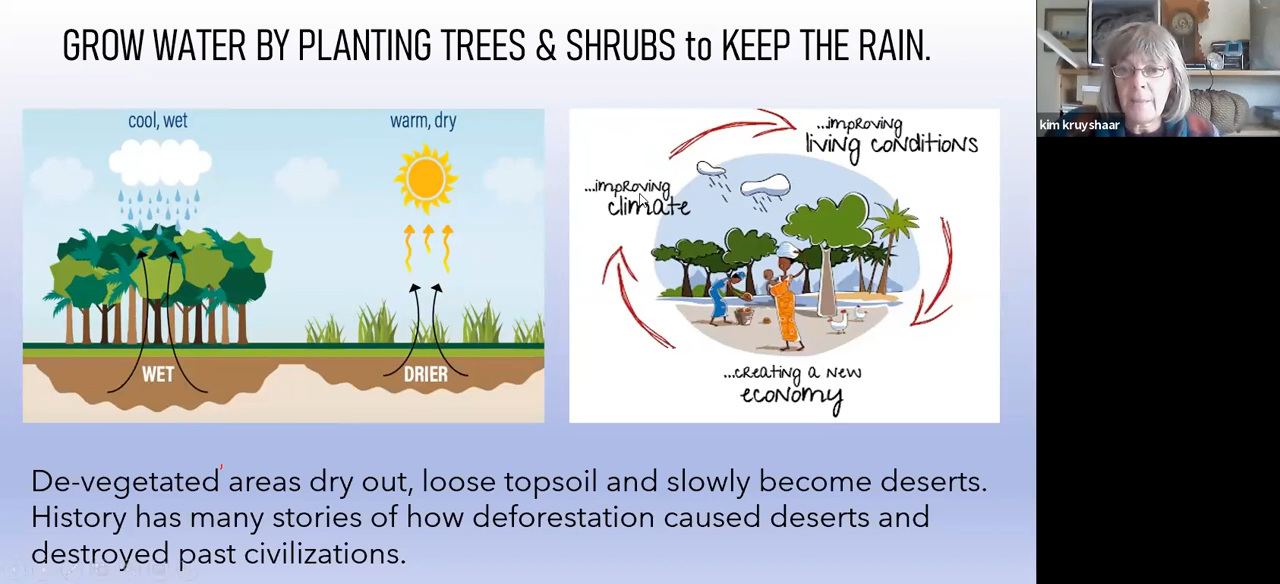 GROW WATER BY PLANTING TREES & SHRUBS to KEEP THE RAIN.
cool, wet
warm, dry
WET
DRIER
...improving
living conditions
...improving
climate
...creating a new
economy
De-vegetated areas dry out, loose topsoil and slowly become deserts.
History has many stories of how deforestation caused deserts and
destroyed past civilizations.
kim kruyshaar